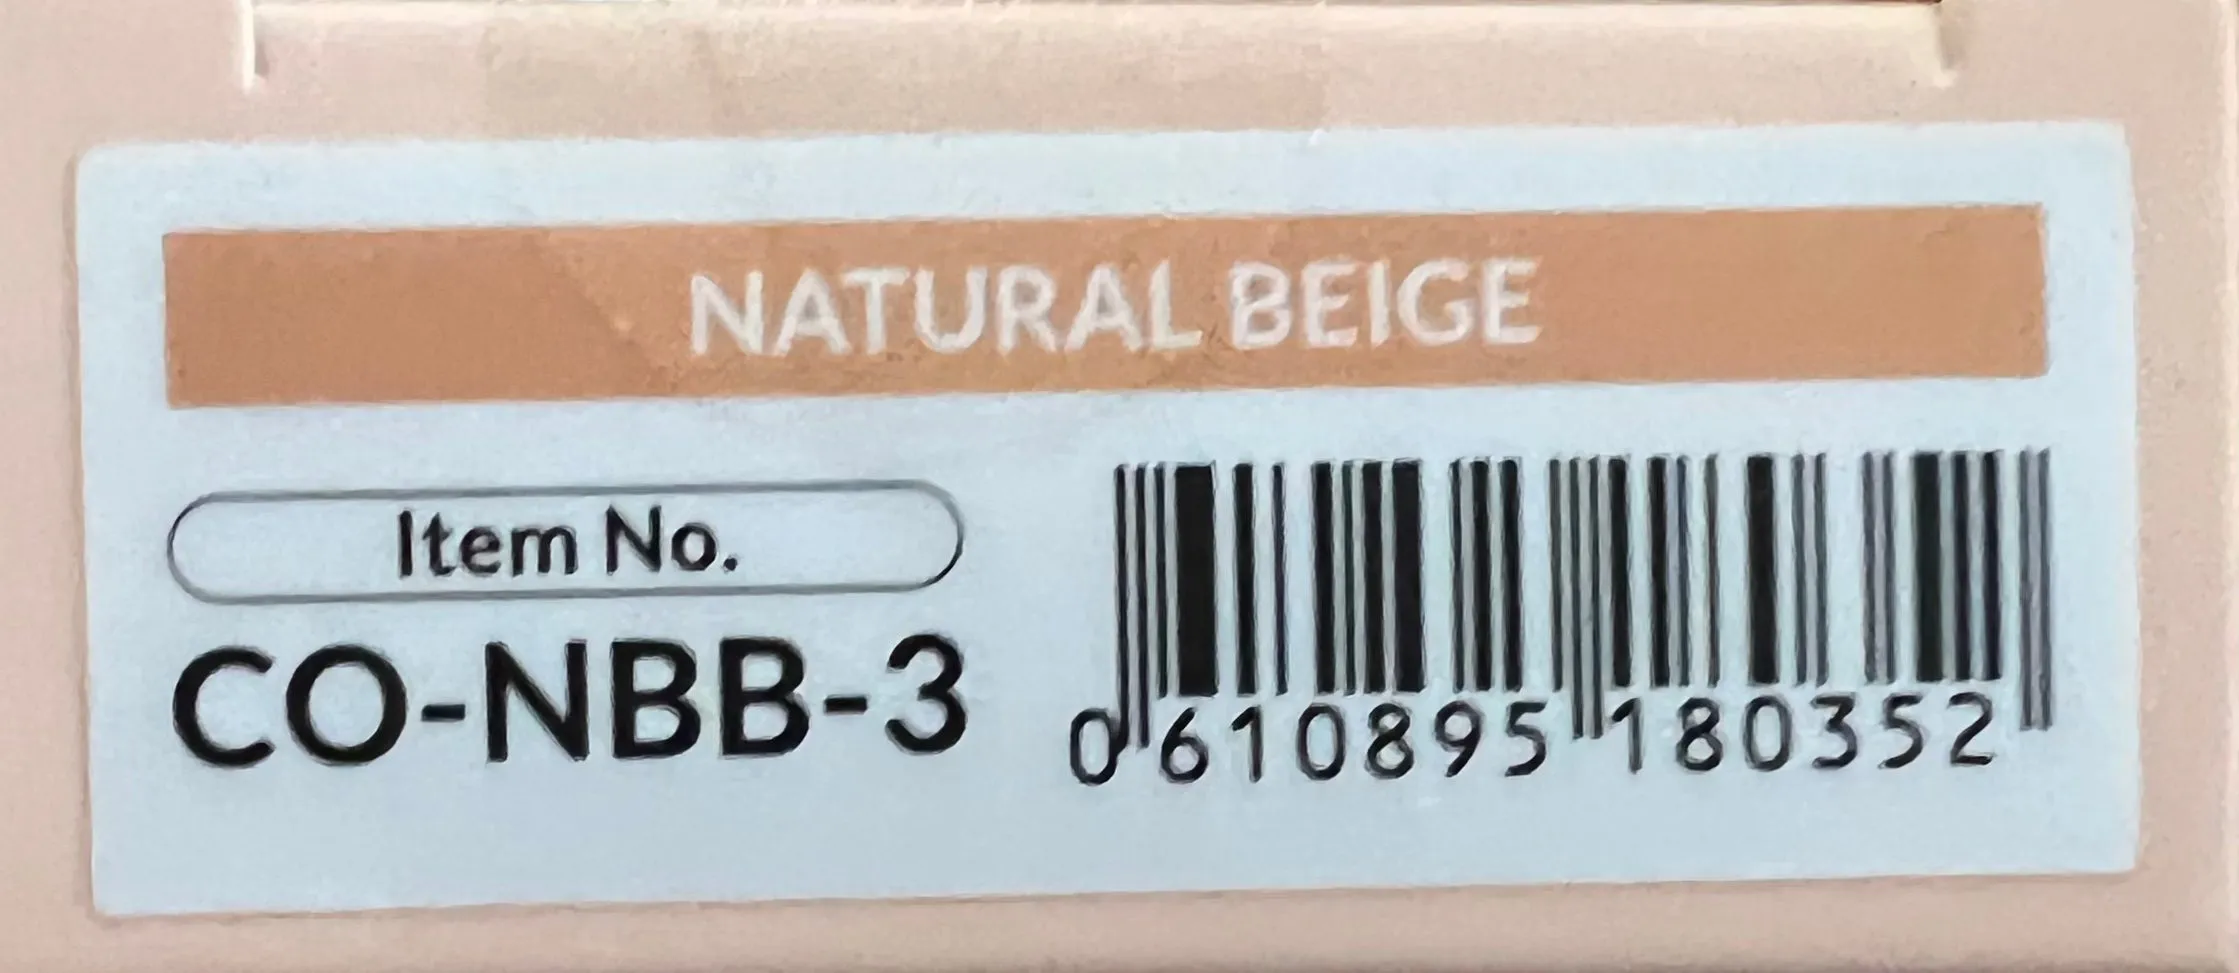 NATURAL BEIGE
Item No.
CO-NBB-3
0 610895 180352